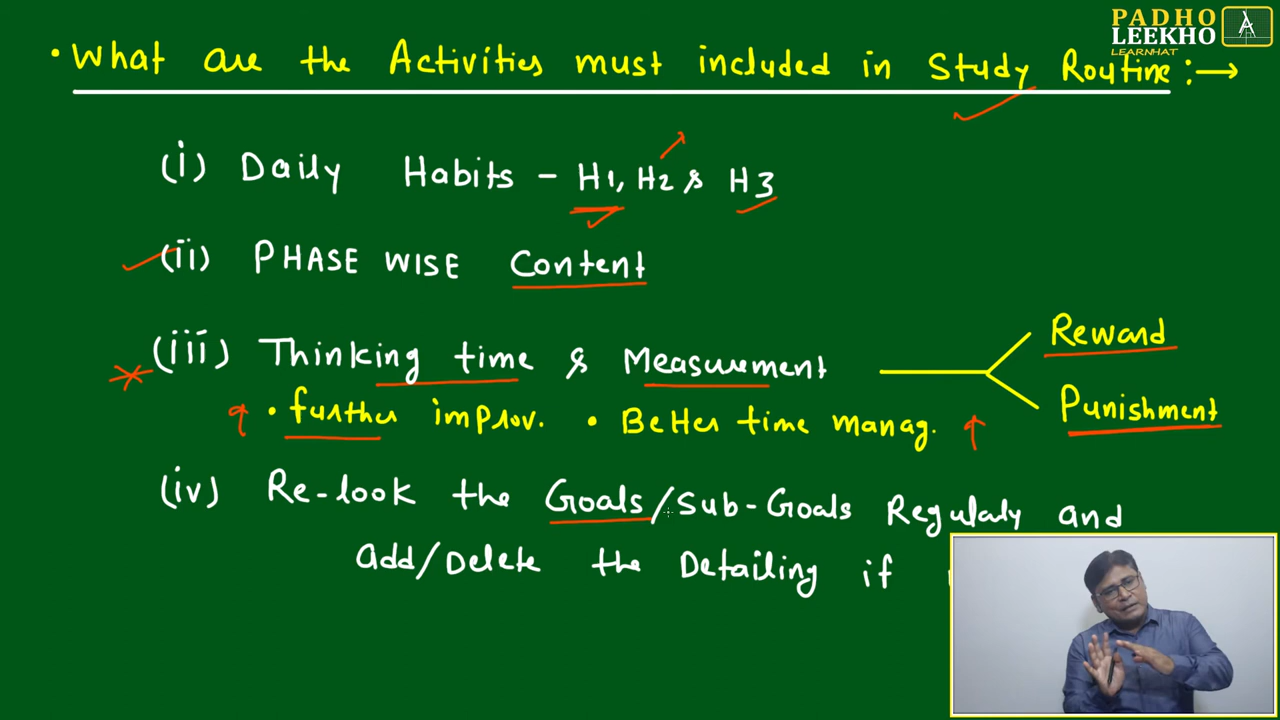 PADHO
LEEKHO
LEARNHAT
• What are the Activities must included in Study Routine :→
(i) Daily Habits - H1, H2 & H3
(ii) PHASE WISE Content
(iii) Thinking time & Measurement
Reward
Punishment
• further improv. • Better time manag.
(iv) Re-look the Goals/Sub-Goals Regularly and
Add/Delete the Detailing if